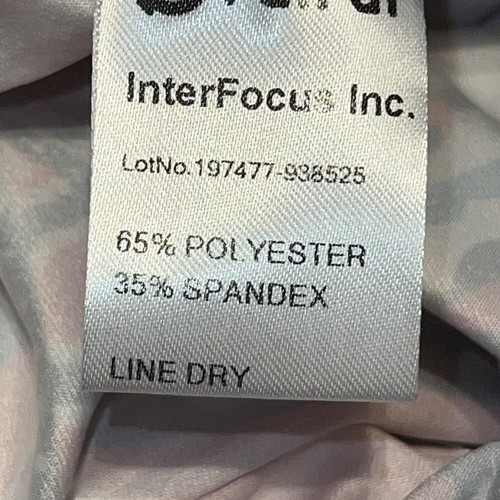 InterFocus Inc.
LotNo.197477-938525
65% POLYESTER
35% SPANDEX
LINE DRY